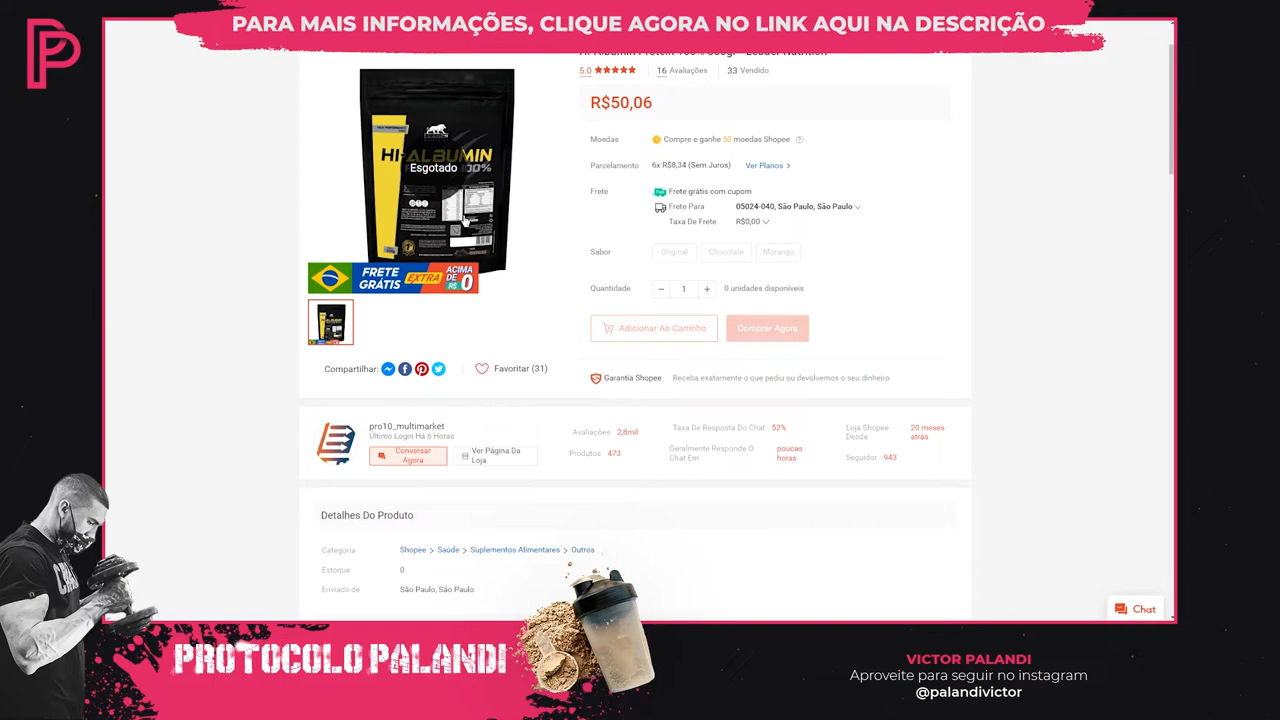 PARA MAIS INFORMAÇÕES, CLIQUE AGORA NO LINK AQUI NA DESCRIÇÃO
5.0 16 Avaliações 33 Vendido
R$50,06
Moedas Compre e ganhe 50 moedas Shopee
Parcelamento 6x R$8,34 (Sem Juros) Ver Planos >
Frete Frete grátis com cupom
Frete Para 05024-040, São Paulo, São Paulo
Taxa De Frete R$0,00
Sabor Original Chocolate Morango
Quantidade − 1 + 0 unidades disponíveis
Adicionar Ao Carrinho Comprar Agora
Garantia Shopee Receba exatamente o que pediu ou devolvemos o seu dinheiro
LEADER
HI-ALBUMIN
Esgotado 100%
FRETE GRÁTIS EXTRA ACIMA DE R$ 0
Compartilhar: Favoritar (31)
pro10_multimarket
Último Login Há 6 Horas
Conversar Agora
Ver Página Da Loja
Avaliações 2,8mil
Produtos 473
Taxa De Resposta Do Chat 52%
Geralmente Responde O Chat Em poucas horas
Loja Shopee Desde 20 meses atrás
Seguidor 943
Detalhes Do Produto
Categoria Shopee > Saúde > Suplementos Alimentares > Outros
Estoque 0
Enviado de São Paulo, São Paulo
Chat
PROTOCOLO PALANDI
VICTOR PALANDI
Aproveite para seguir no instagram
@palandivictor